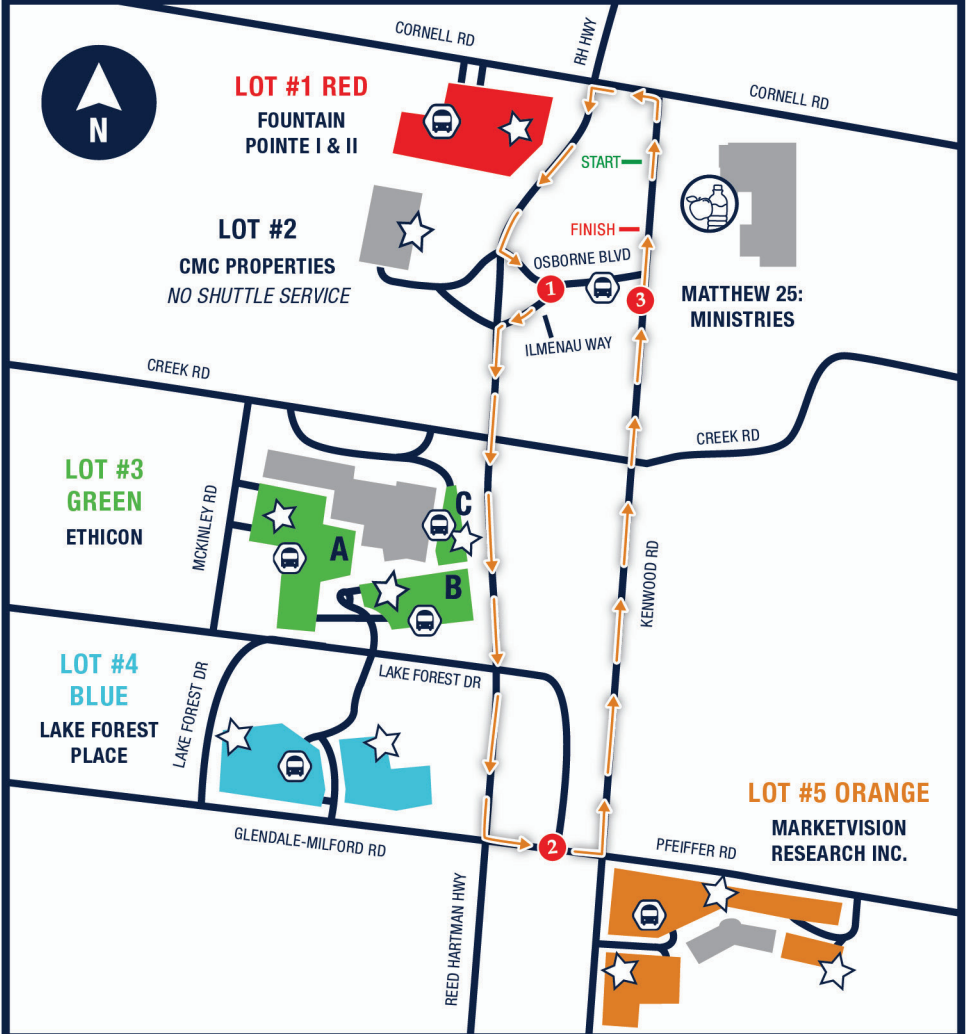 CORNELL RD
RH HWY
CORNELL RD
N
LOT #1 RED
FOUNTAIN
POINTE I & II
START
FINISH
LOT #2
CMC PROPERTIES
NO SHUTTLE SERVICE
OSBORNE BLVD
1
3
ILMENAU WAY
MATTHEW 25:
MINISTRIES
CREEK RD
CREEK RD
LOT #3
GREEN
ETHICON
MCKINLEY RD
A
B
C
KENWOOD RD
LAKE FOREST DR
LOT #4
BLUE
LAKE FOREST
PLACE
LAKE FOREST DR
GLENDALE-MILFORD RD
2
PFEIFFER RD
LOT #5 ORANGE
MARKETVISION
RESEARCH INC.
REED HARTMAN HWY